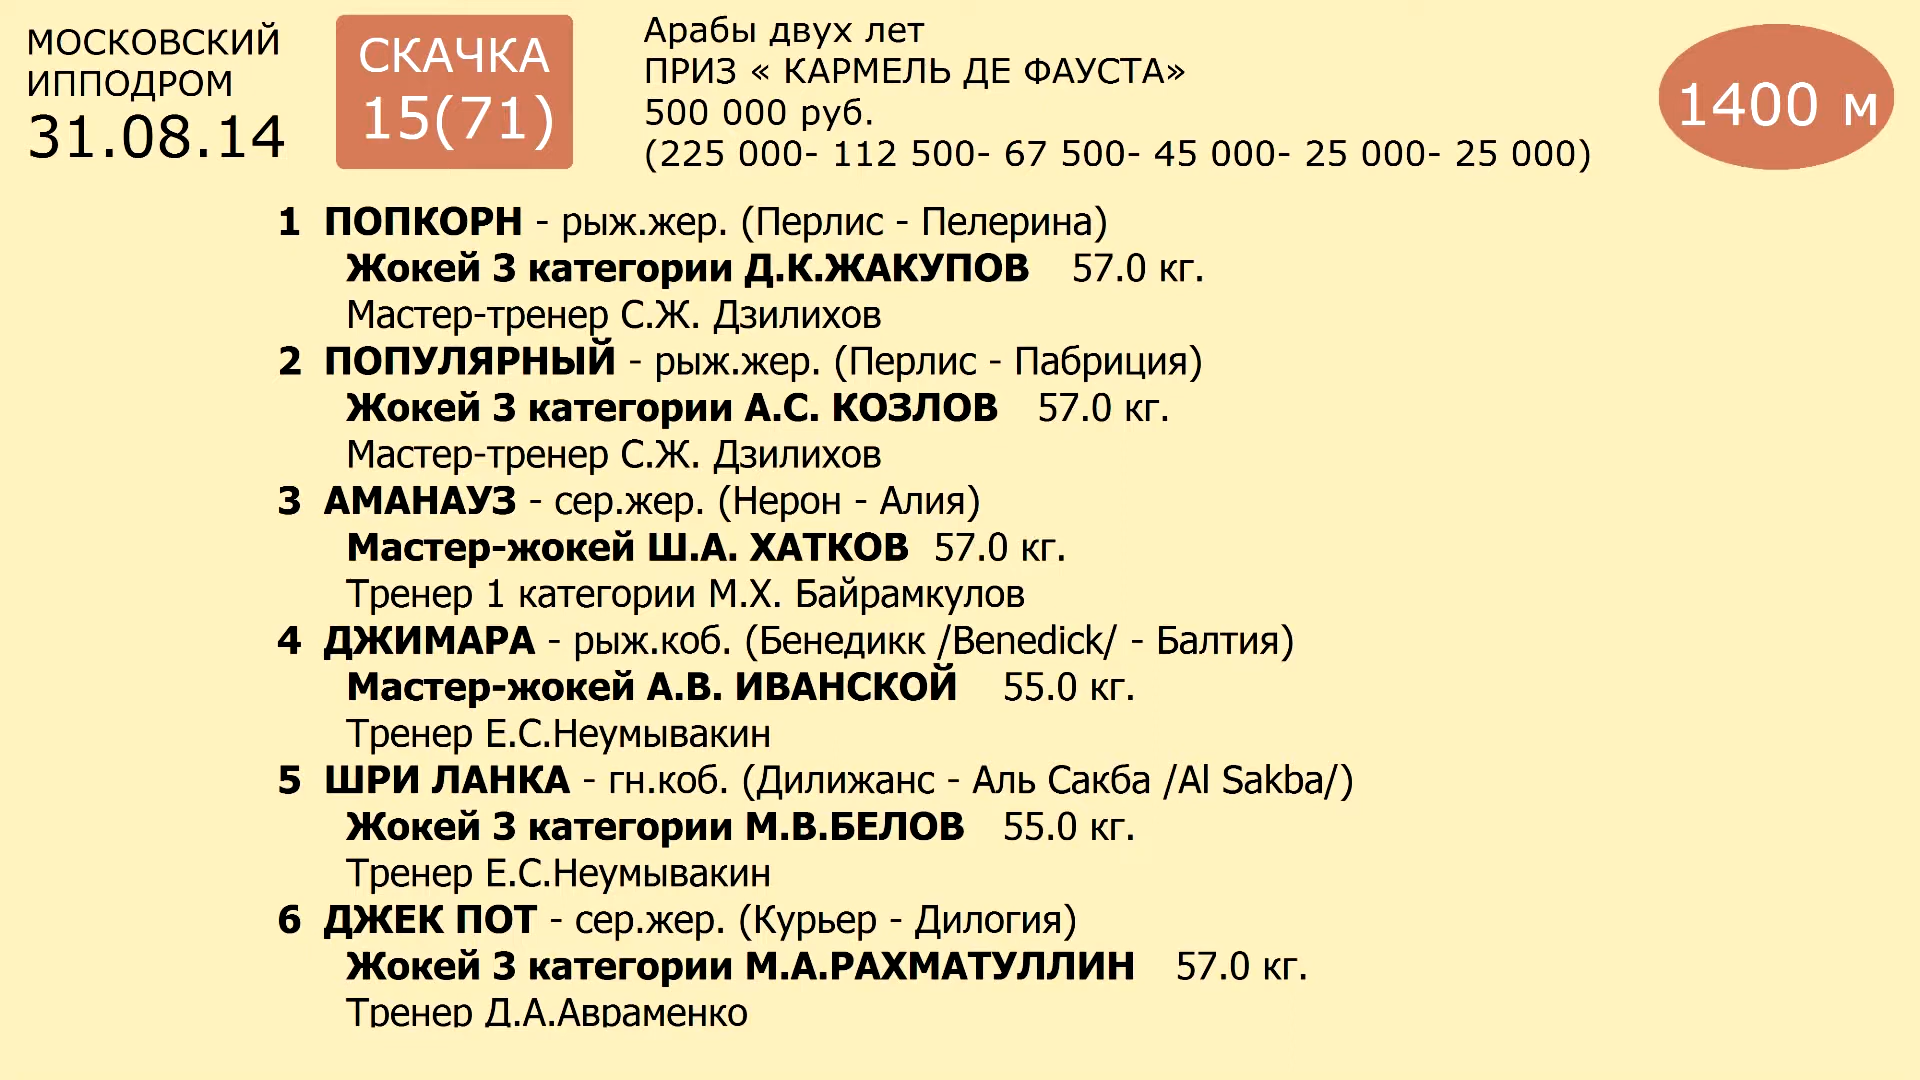 МОСКОВСКИЙ
ИППОДРОМ
31.08.14
СКАЧКА
15(71)
Арабы двух лет
ПРИЗ « КАРМЕЛЬ ДЕ ФАУСТА»
500 000 руб.
(225 000- 112 500- 67 500- 45 000- 25 000- 25 000)
1400 м
1 ПОПКОРН - рыж.жер. (Перлис - Пелерина)
Жокей 3 категории Д.К.ЖАКУПОВ 57.0 кг.
Мастер-тренер С.Ж. Дзилихов
2 ПОПУЛЯРНЫЙ - рыж.жер. (Перлис - Пабриция)
Жокей 3 категории А.С. КОЗЛОВ 57.0 кг.
Мастер-тренер С.Ж. Дзилихов
3 АМАНАУЗ - сер.жер. (Нерон - Алия)
Мастер-жокей Ш.А. ХАТКОВ 57.0 кг.
Тренер 1 категории М.Х. Байрамкулов
4 ДЖИМАРА - рыж.коб. (Бенедикк /Benedick/ - Балтия)
Мастер-жокей А.В. ИВАНСКОЙ 55.0 кг.
Тренер Е.С.Неумывакин
5 ШРИ ЛАНКА - гн.коб. (Дилижанс - Аль Сакба /Al Sakba/)
Жокей 3 категории М.В.БЕЛОВ 55.0 кг.
Тренер Е.С.Неумывакин
6 ДЖЕК ПОТ - сер.жер. (Курьер - Дилогия)
Жокей 3 категории М.А.РАХМАТУЛЛИН 57.0 кг.
Тренер Д.А.Авраменко